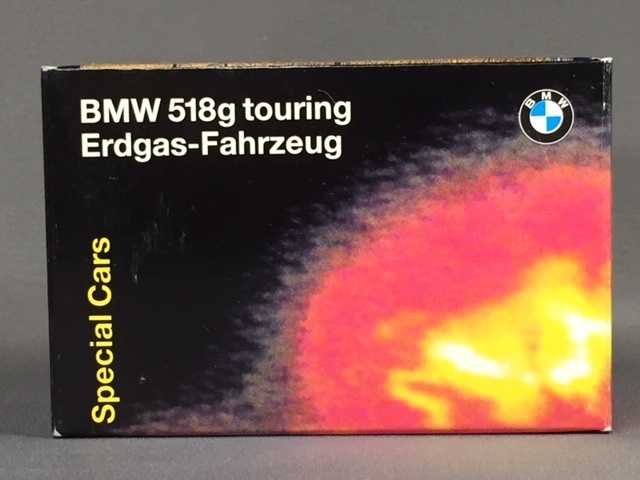 BMW 518g touring
Erdgas-Fahrzeug
BMW
Special Cars